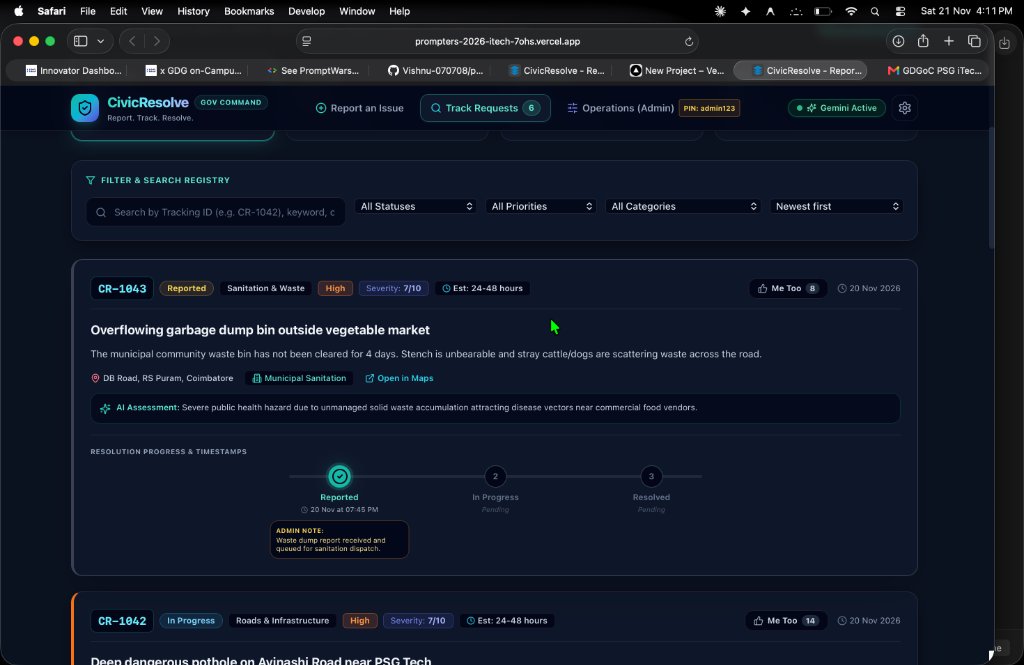 Safari File Edit View History Bookmarks Develop Window Help Sat 21 Nov 4:11 PM
prompters-2026-itech-7ohs.vercel.app
Innovator Dashbo... x GDG on-Campu... <> See PromptWars... Vishnu-070708/p... CivicResolve - Re... New Project – Ve... CivicResolve - Repor... GDGoC PSG iTec...
CivicResolve GOV COMMAND
Report. Track. Resolve.
Report an Issue Track Requests 6 Operations (Admin) PIN: admin123 Gemini Active
FILTER & SEARCH REGISTRY
Search by Tracking ID (e.g. CR-1042), keyword, c All Statuses All Priorities All Categories Newest first
CR-1043 Reported Sanitation & Waste High Severity: 7/10 Est: 24-48 hours Me Too 8 20 Nov 2026
Overflowing garbage dump bin outside vegetable market
The municipal community waste bin has not been cleared for 4 days. Stench is unbearable and stray cattle/dogs are scattering waste across the road.
DB Road, RS Puram, Coimbatore Municipal Sanitation Open in Maps
AI Assessment: Severe public health hazard due to unmanaged solid waste accumulation attracting disease vectors near commercial food vendors.
RESOLUTION PROGRESS & TIMESTAMPS
2 3
Reported In Progress Resolved
20 Nov at 07:45 PM Pending Pending
ADMIN NOTE:
Waste dump report received and
queued for sanitation dispatch.
CR-1042 In Progress Roads & Infrastructure High Severity: 7/10 Est: 24-48 hours Me Too 14 20 Nov 2026
Deep dangerous pothole on Avinashi Road near PSG Tech